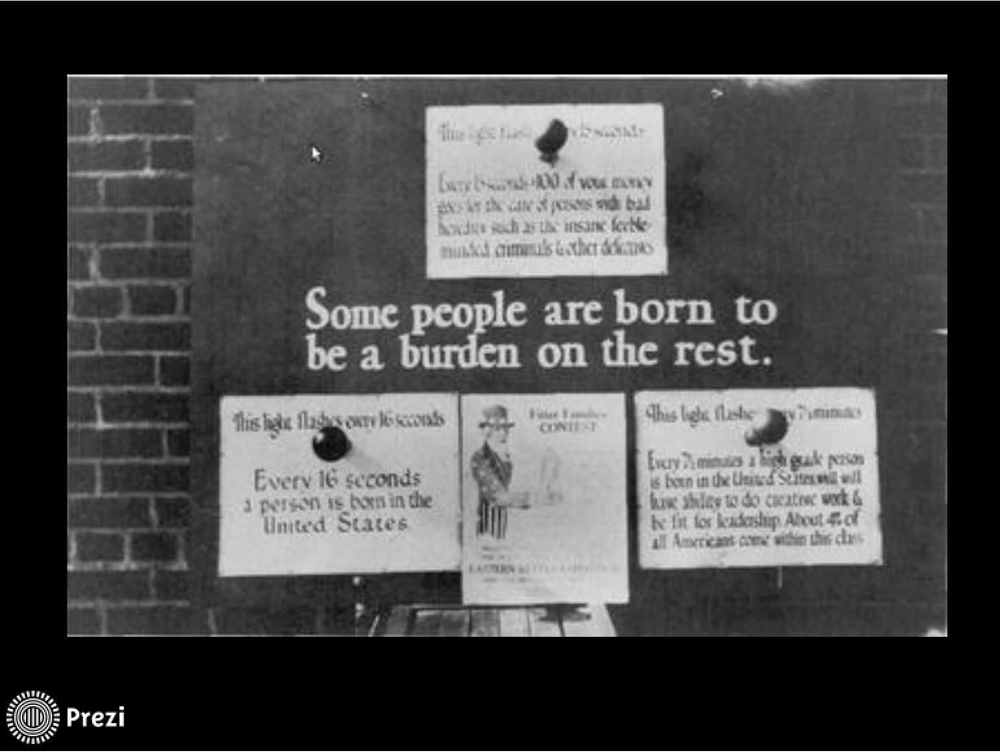 This light flash y 15 seconds
Every 15 seconds $100 of your money
goes for the care of persons with bad
heredity such as the insane feeble-
minded criminals & other defectives
Some people are born to
be a burden on the rest.
This light flashes every 16 seconds
Every 16 seconds
a person is born in the
United States
Fitter Families
CONTEST
EASTERN STATES EXPOSITION
This light flashe ry 7½ minutes
Every 7½ minutes a high grade person
is born in the United States who will
have ability to do creative work &
be fit for leadership. About 4% of
all Americans come within this class
Prezi